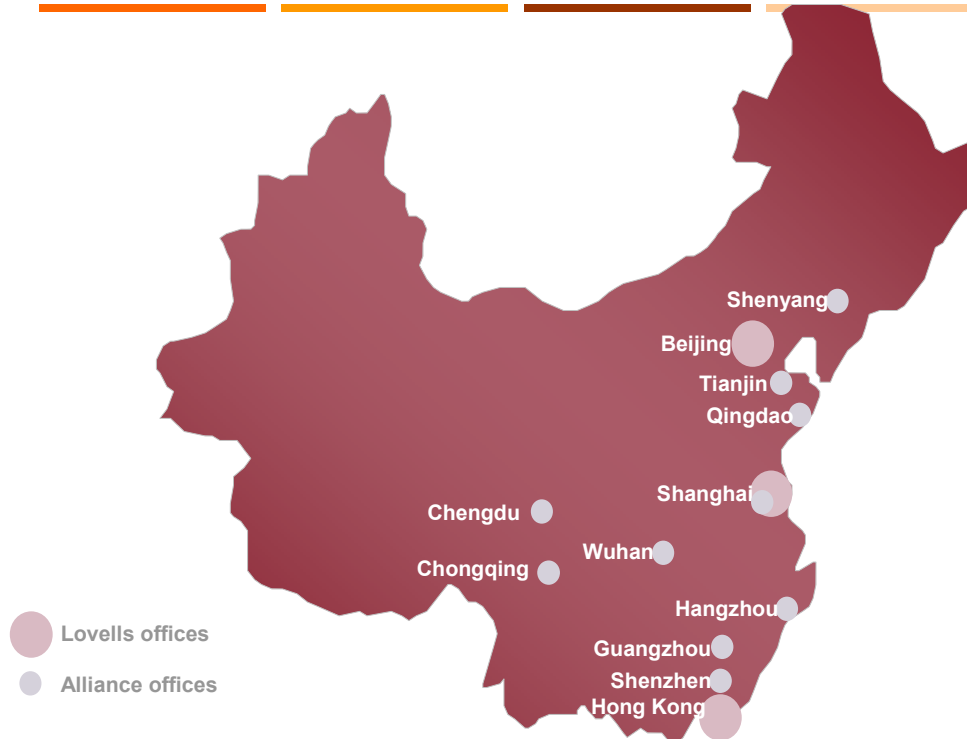 Shenyang
Beijing
Tianjin
Qingdao
Shanghai
Chengdu
Wuhan
Chongqing
Hangzhou
Lovells offices
Guangzhou
Shenzhen
Alliance offices
Hong Kong